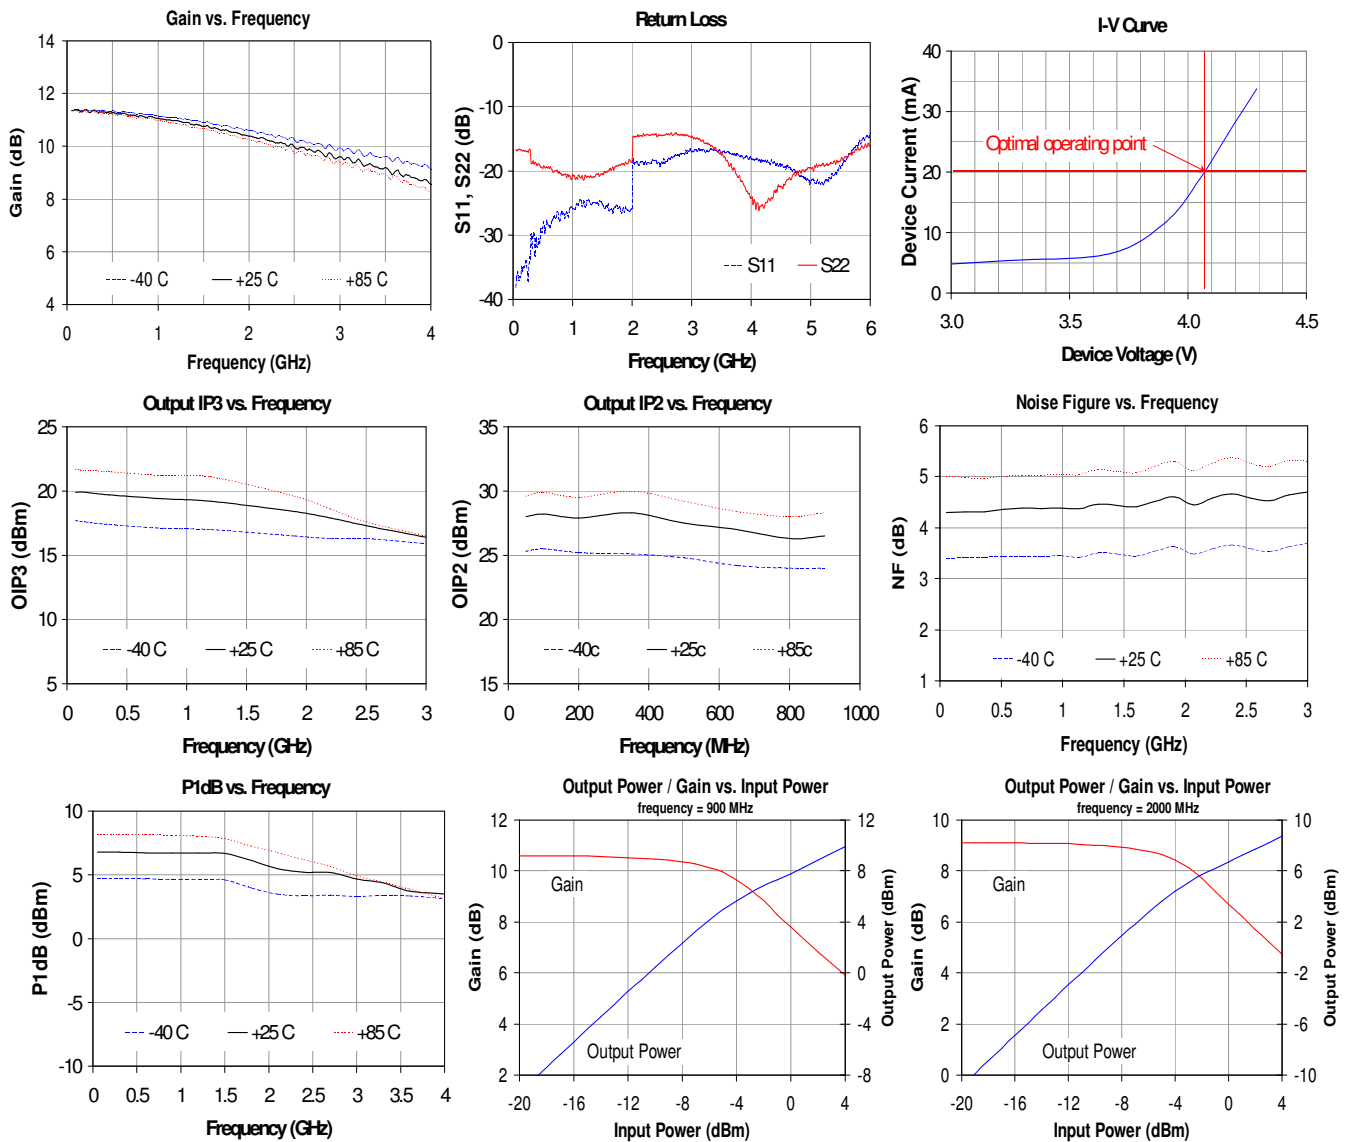 Gain vs. Frequency
14
12
10
8
6
4
Gain (dB)
-40 C
+25 C
+85 C
0 1 2 3 4
Frequency (GHz)
Return Loss
0
-10
-20
-30
-40
S11, S22 (dB)
S11
S22
0 1 2 3 4 5 6
Frequency (GHz)
I-V Curve
40
30
20
10
0
Device Current (mA)
Optimal operating point
3.0 3.5 4.0 4.5
Device Voltage (V)
Output IP3 vs. Frequency
25
20
15
10
5
OIP3 (dBm)
-40 C
+25 C
+85 C
0 0.5 1 1.5 2 2.5 3
Frequency (GHz)
Output IP2 vs. Frequency
35
30
25
20
15
OIP2 (dBm)
-40c
+25c
+85c
0 200 400 600 800 1000
Frequency (MHz)
Noise Figure vs. Frequency
6
5
4
3
2
1
NF (dB)
-40 C
+25 C
+85 C
0 0.5 1 1.5 2 2.5 3
Frequency (GHz)
P1dB vs. Frequency
10
5
0
-5
-10
P1dB (dBm)
-40 C
+25 C
+85 C
0 0.5 1 1.5 2 2.5 3 3.5 4
Frequency (GHz)
Output Power / Gain vs. Input Power
frequency = 900 MHz
12
10
8
6
4
2
Gain (dB)
Gain
Output Power
12
8
4
0
-4
-8
Output Power (dBm)
-20 -16 -12 -8 -4 0 4
Input Power (dBm)
Output Power / Gain vs. Input Power
frequency = 2000 MHz
10
8
6
4
2
0
Gain (dB)
Gain
Output Power
10
6
2
-2
-6
-10
Output Power (dBm)
-20 -16 -12 -8 -4 0 4
Input Power (dBm)